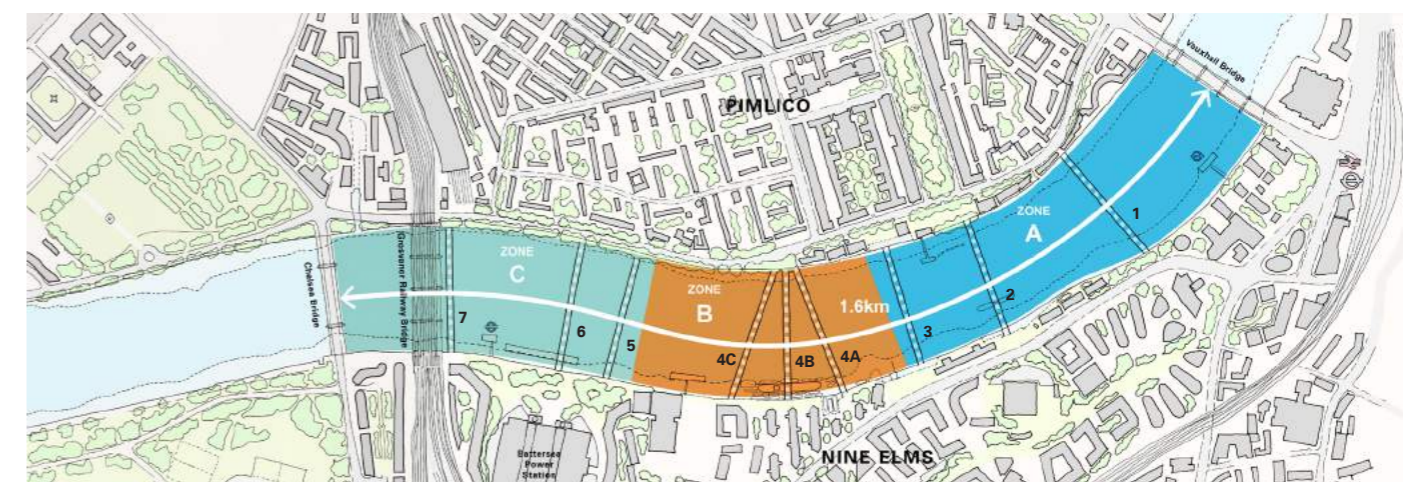 Vauxhall Bridge
PIMLICO
ZONE
A
1
ZONE
C
Grosvenor Railway Bridge
Chelsea Bridge
ZONE
B
1.6km
2
7
6
5
3
4C
4B
4A
Battersea
Power
Station
NINE ELMS